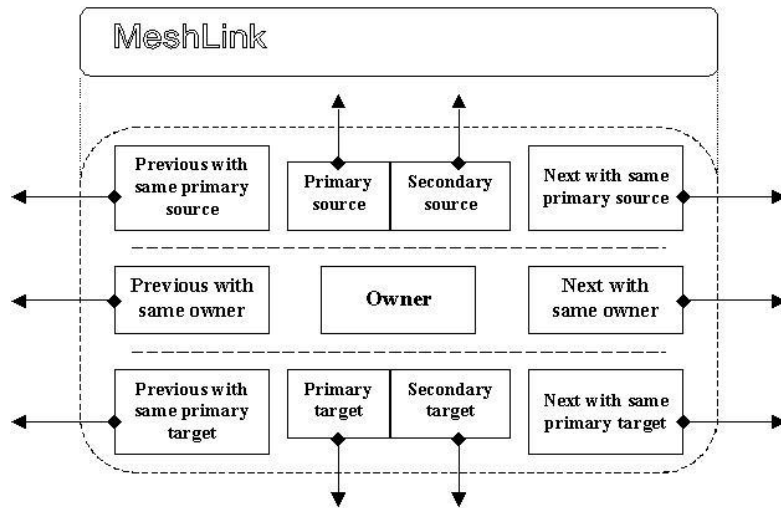 MeshLink
Previous with
same primary
source
Primary
source
Secondary
source
Next with same
primary source
Previous with
same owner
Owner
Next with
same owner
Previous with
same primary
target
Primary
target
Secondary
target
Next with same
primary target